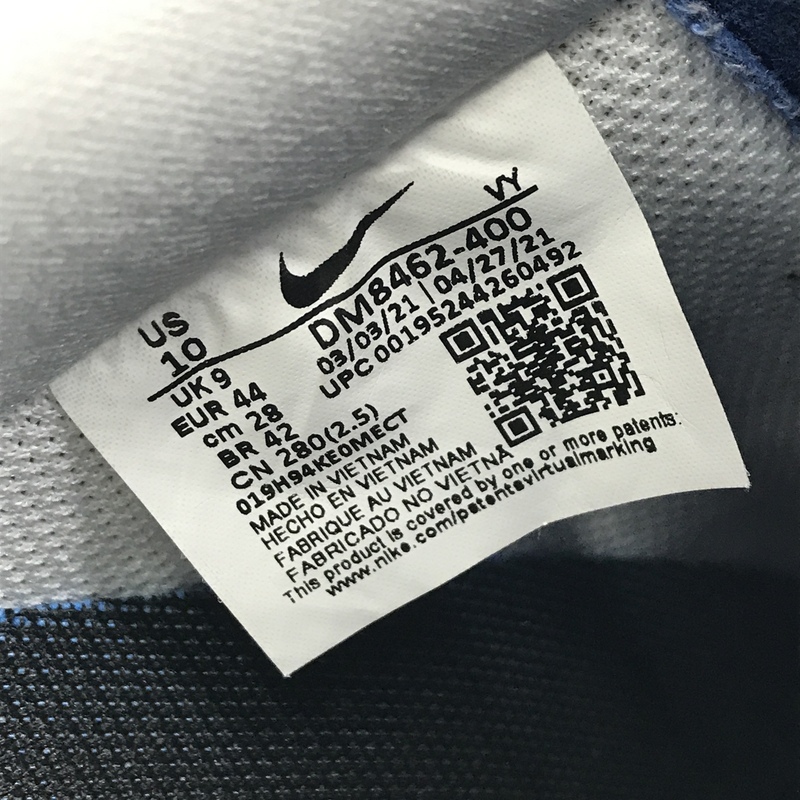 VY
US
10
DM8462-400
03/03/21 | 04/27/21
UPC 00195244260492
UK 9
EUR 44
cm 28
BR 42
CN 280(2.5)
019H94KE0MECT
MADE IN VIETNAM
HECHO EN VIETNAM
FABRIQUE AU VIETNAM
FABRICADO NO VIETNÃ
This product is covered by one or more patents:
www.nike.com/patentsvirtualmarking